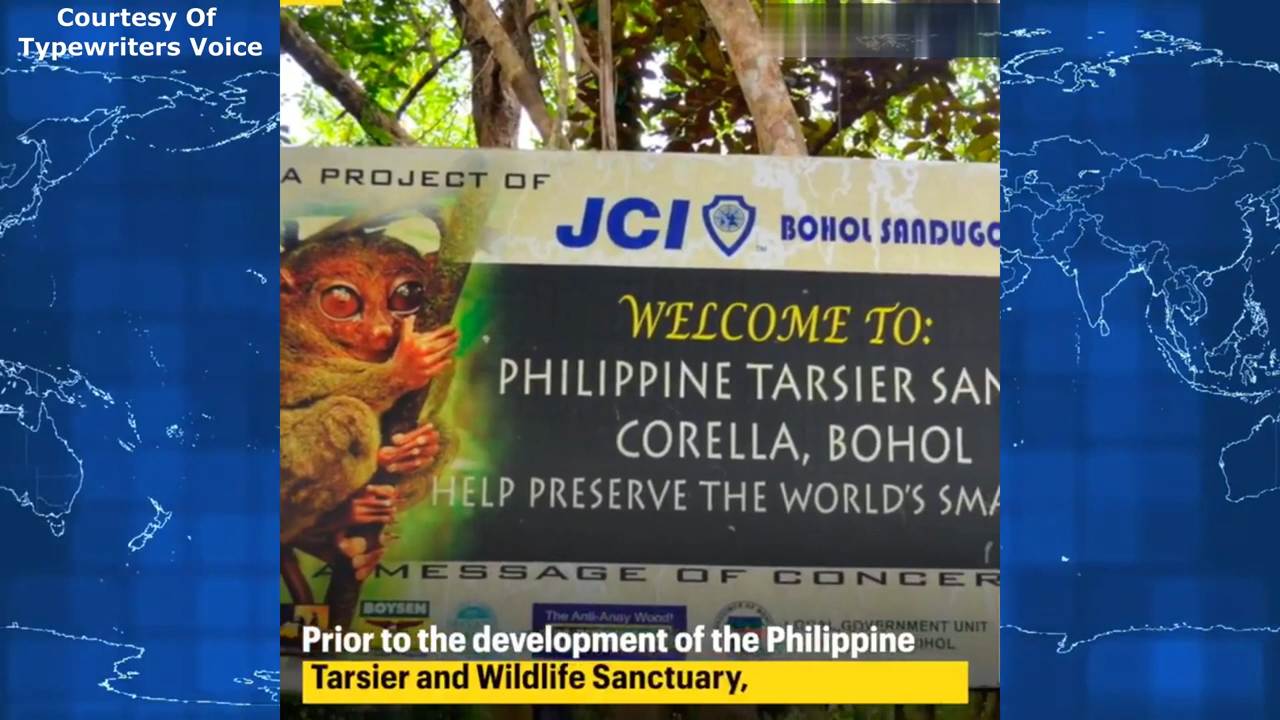 Courtesy Of
Typewriters Voice
A PROJECT OF
JCI
BOHOL SANDUGO
WELCOME TO:
PHILIPPINE TARSIER SAN
CORELLA, BOHOL
HELP PRESERVE THE WORLD'S SMA
A MESSAGE OF CONCER
BOYSEN
The Anti-Anay Wood!
LOCAL GOVERNMENT UNIT
BOHOL
Prior to the development of the Philippine
Tarsier and Wildlife Sanctuary,